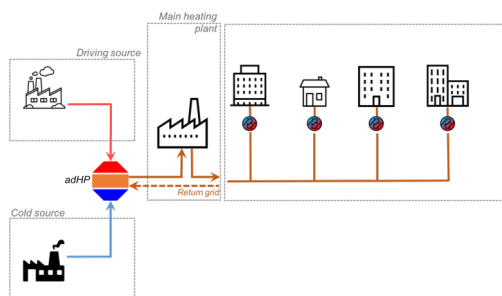 Main heating
plant
Driving source
adHP
Return grid
Cold source